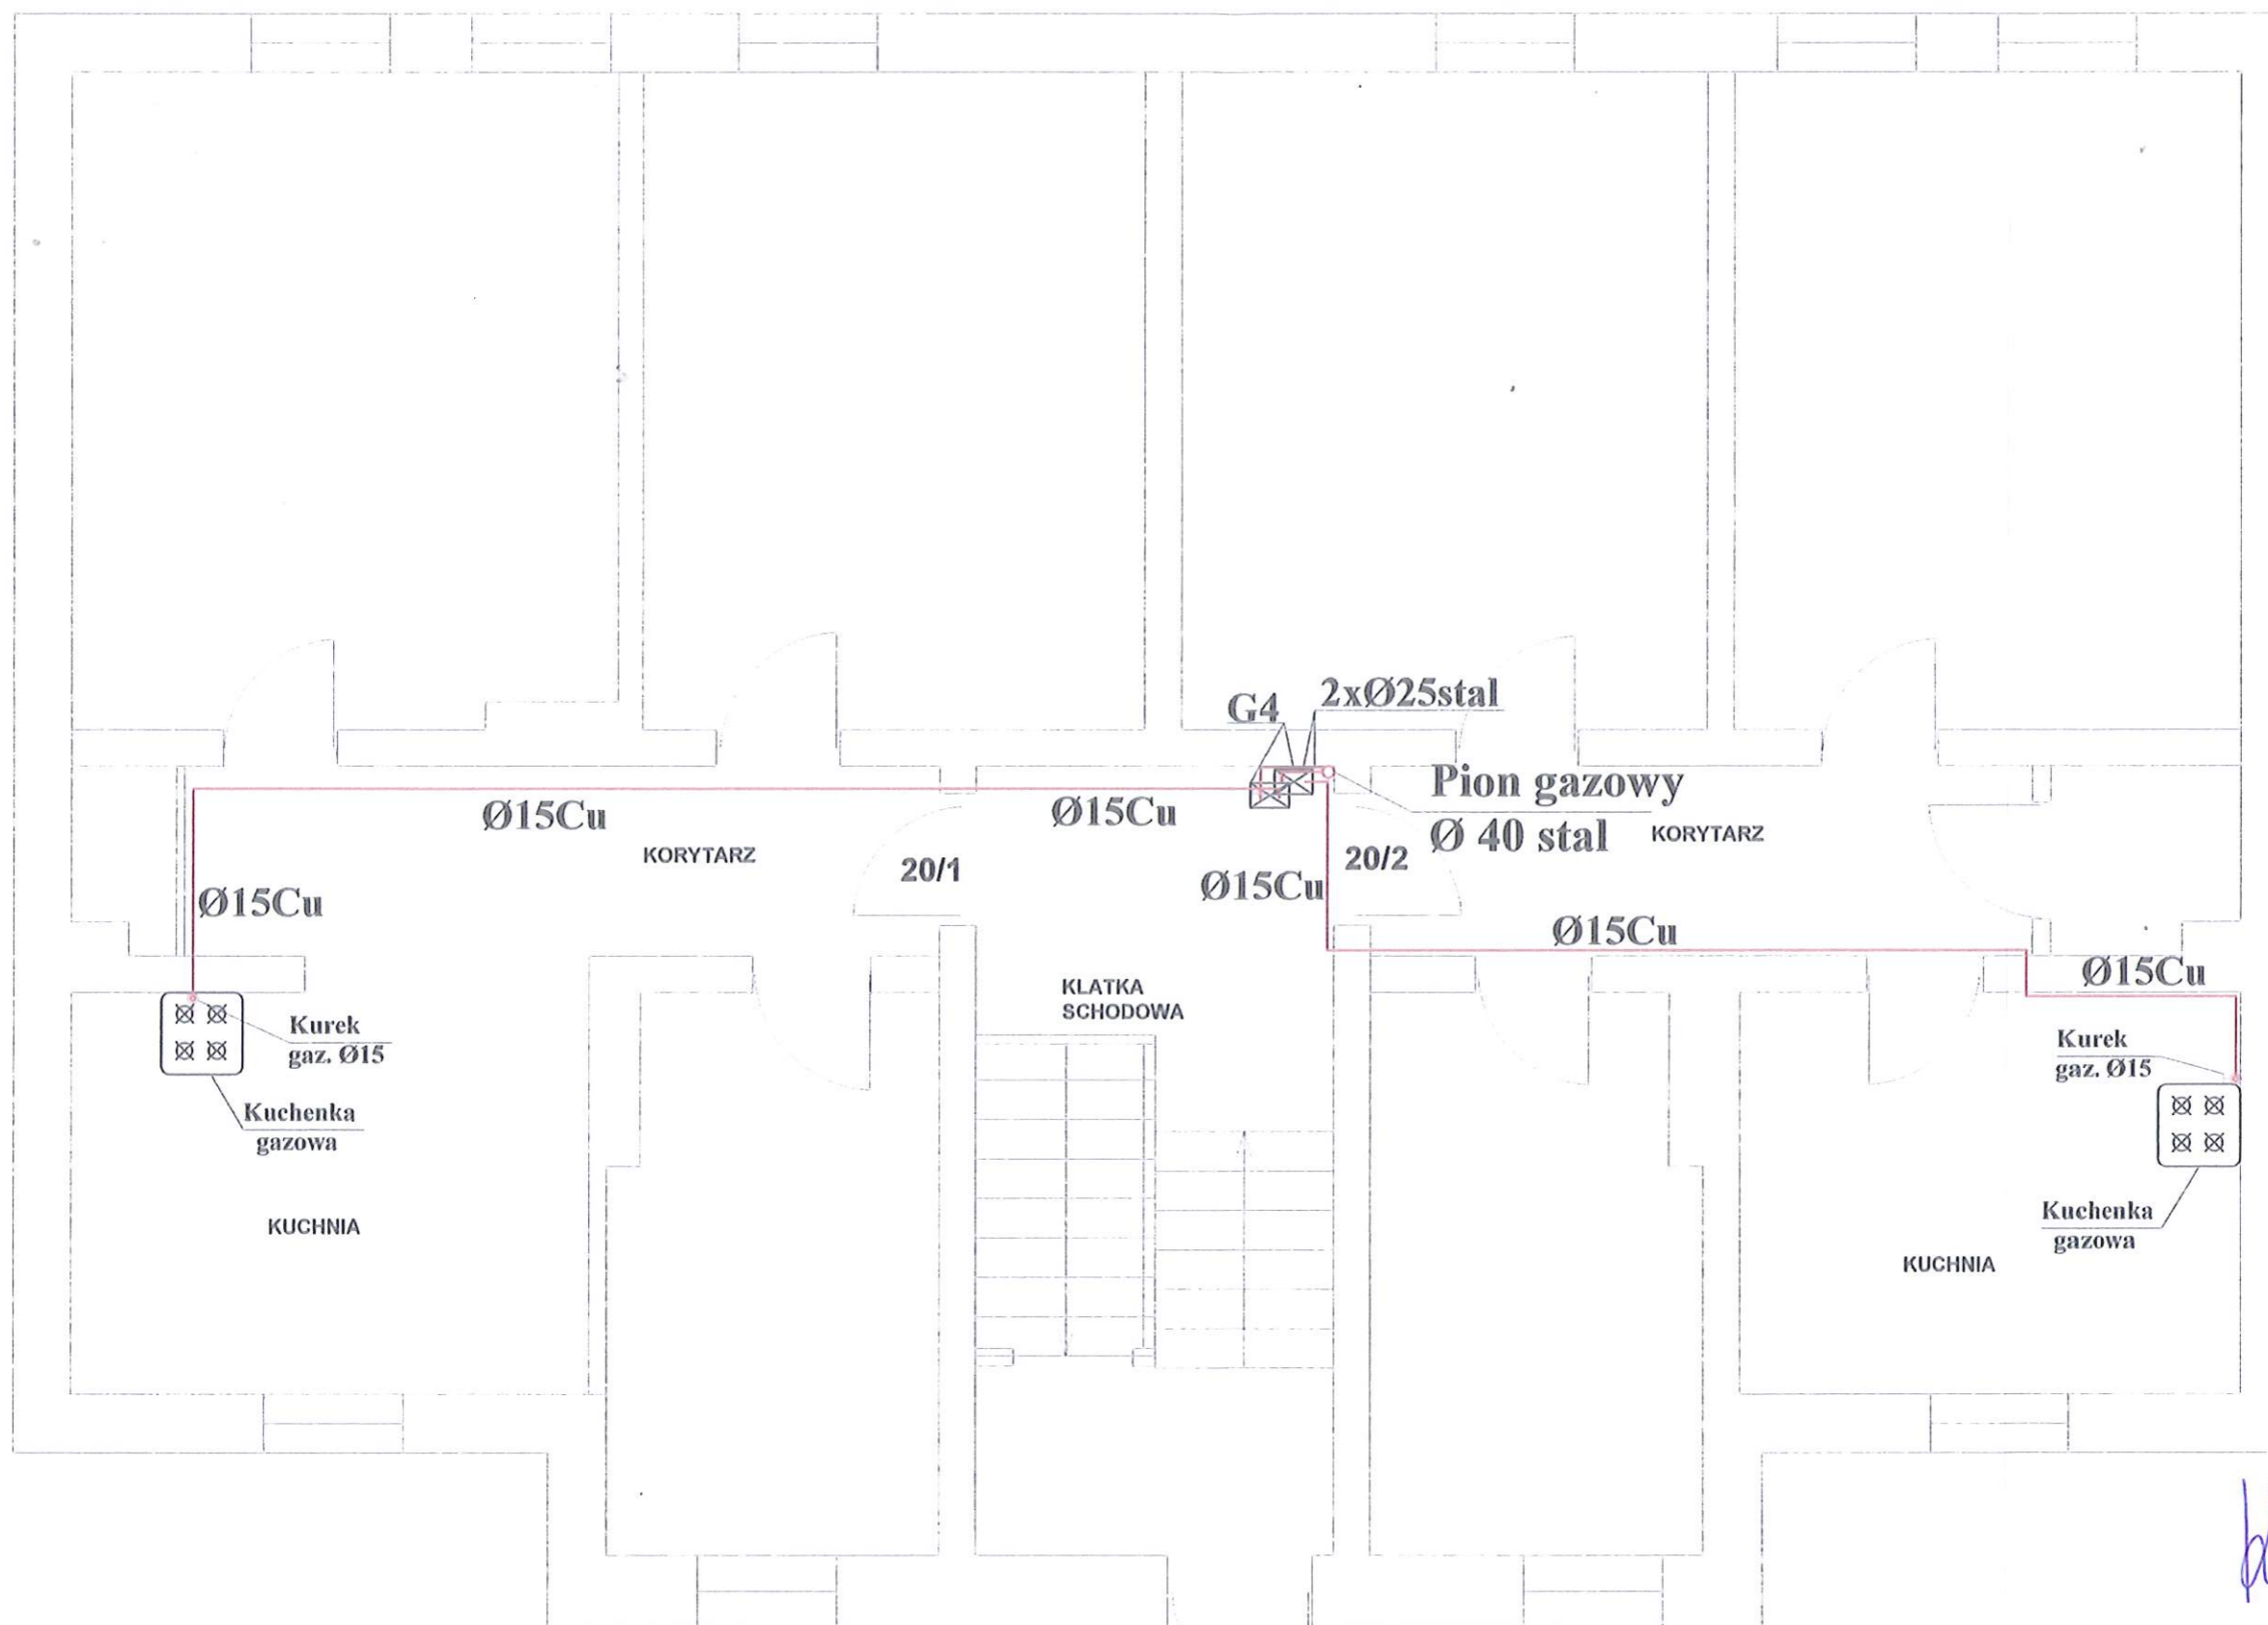 G4
2xØ25stal
Pion gazowy
Ø 40 stal
Ø15Cu
Ø15Cu
KORYTARZ
KORYTARZ
20/1
20/2
Ø15Cu
Ø15Cu
Ø15Cu
Ø15Cu
KLATKA
SCHODOWA
Kurek
gaz. Ø15
Kurek
gaz. Ø15
Kuchenka
gazowa
Kuchenka
gazowa
KUCHNIA
KUCHNIA